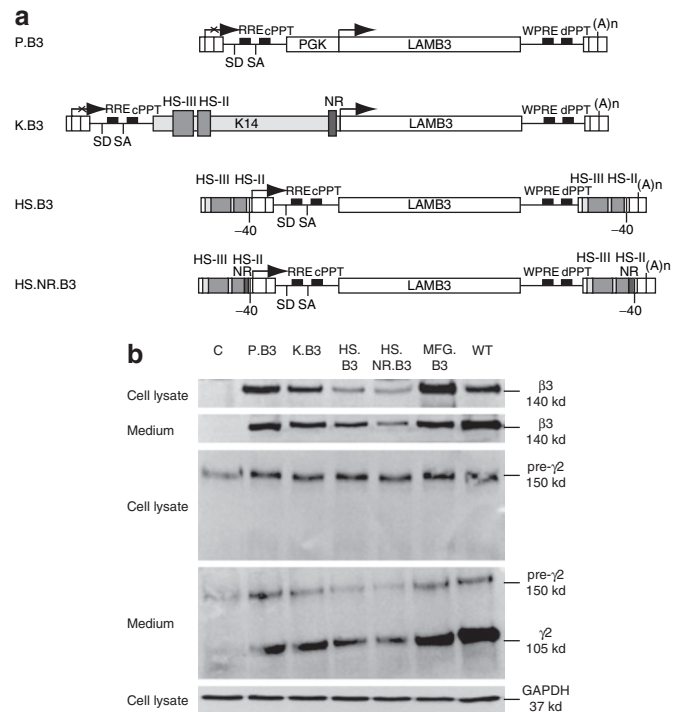 a
P.B3
RRE cPPT
SD SA
PGK
LAMB3
WPRE dPPT
(A)n
K.B3
RRE cPPT
SD SA
HS-III HS-II
K14
NR
LAMB3
WPRE dPPT
(A)n
HS.B3
HS-III HS-II
−40
RRE cPPT
SD SA
LAMB3
WPRE dPPT
HS-III HS-II (A)n
−40
HS.NR.B3
HS-III HS-II
NR
−40
RRE cPPT
SD SA
LAMB3
WPRE dPPT
HS-III HS-II
NR (A)n
−40
b
C P.B3 K.B3 HS.B3 HS.NR.B3 MFG.B3 WT
Cell lysate β3
140 kd
Medium β3
140 kd
Cell lysate pre-γ2
150 kd
Medium pre-γ2
150 kd
γ2
105 kd
Cell lysate GAPDH
37 kd